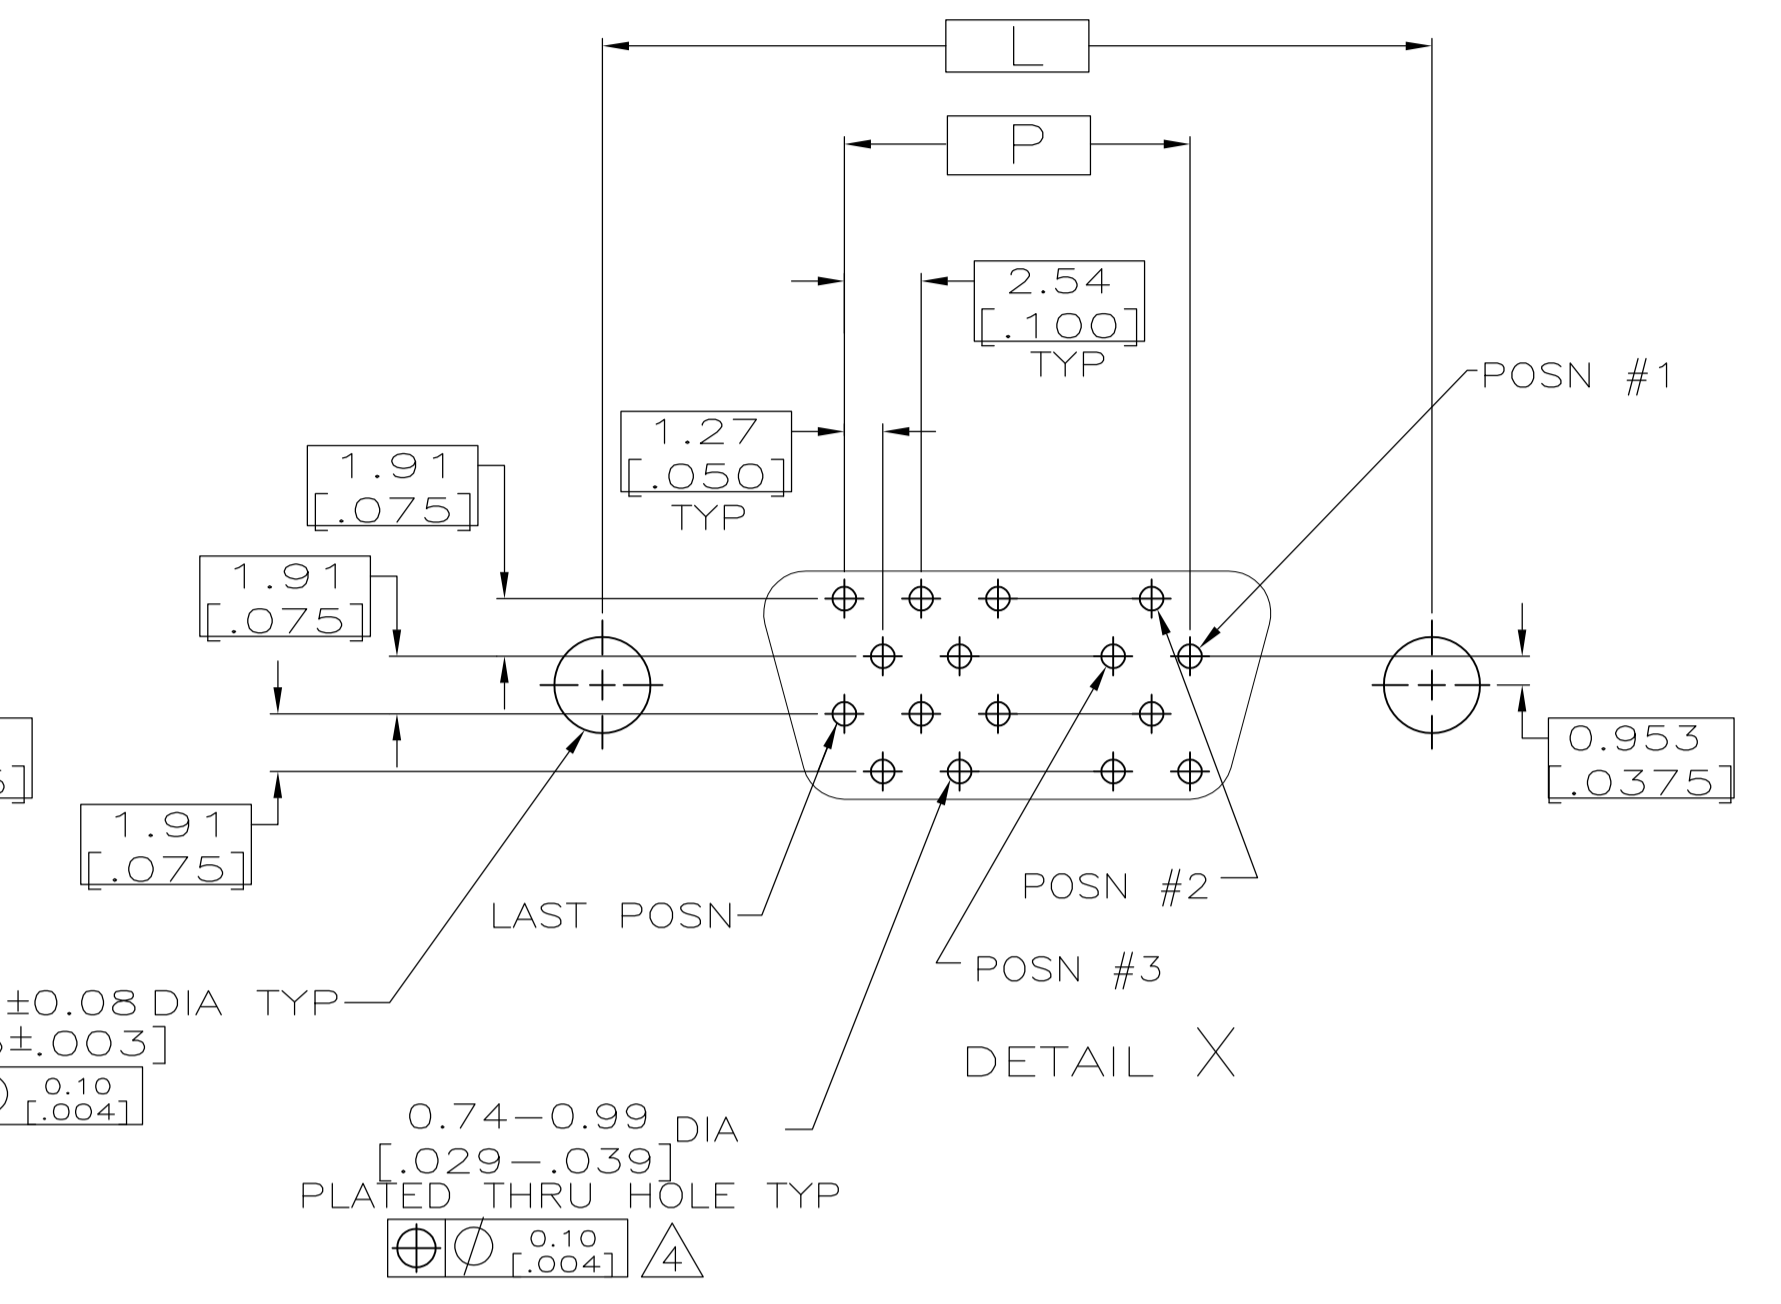 L
P
2.54
[.100]
TYP
POSN #1
1.27
[.050]
TYP
1.91
[.075]
1.91
[.075]
0.953
[.0375]
1.91
[.075]
POSN #2
LAST POSN
POSN #3
±0.08 DIA TYP
±.003]
0.10
[.004]
DETAIL X
0.74-0.99 DIA
[.029-.039]
PLATED THRU HOLE TYP
⌖ ∅ 0.10
[.004]
4